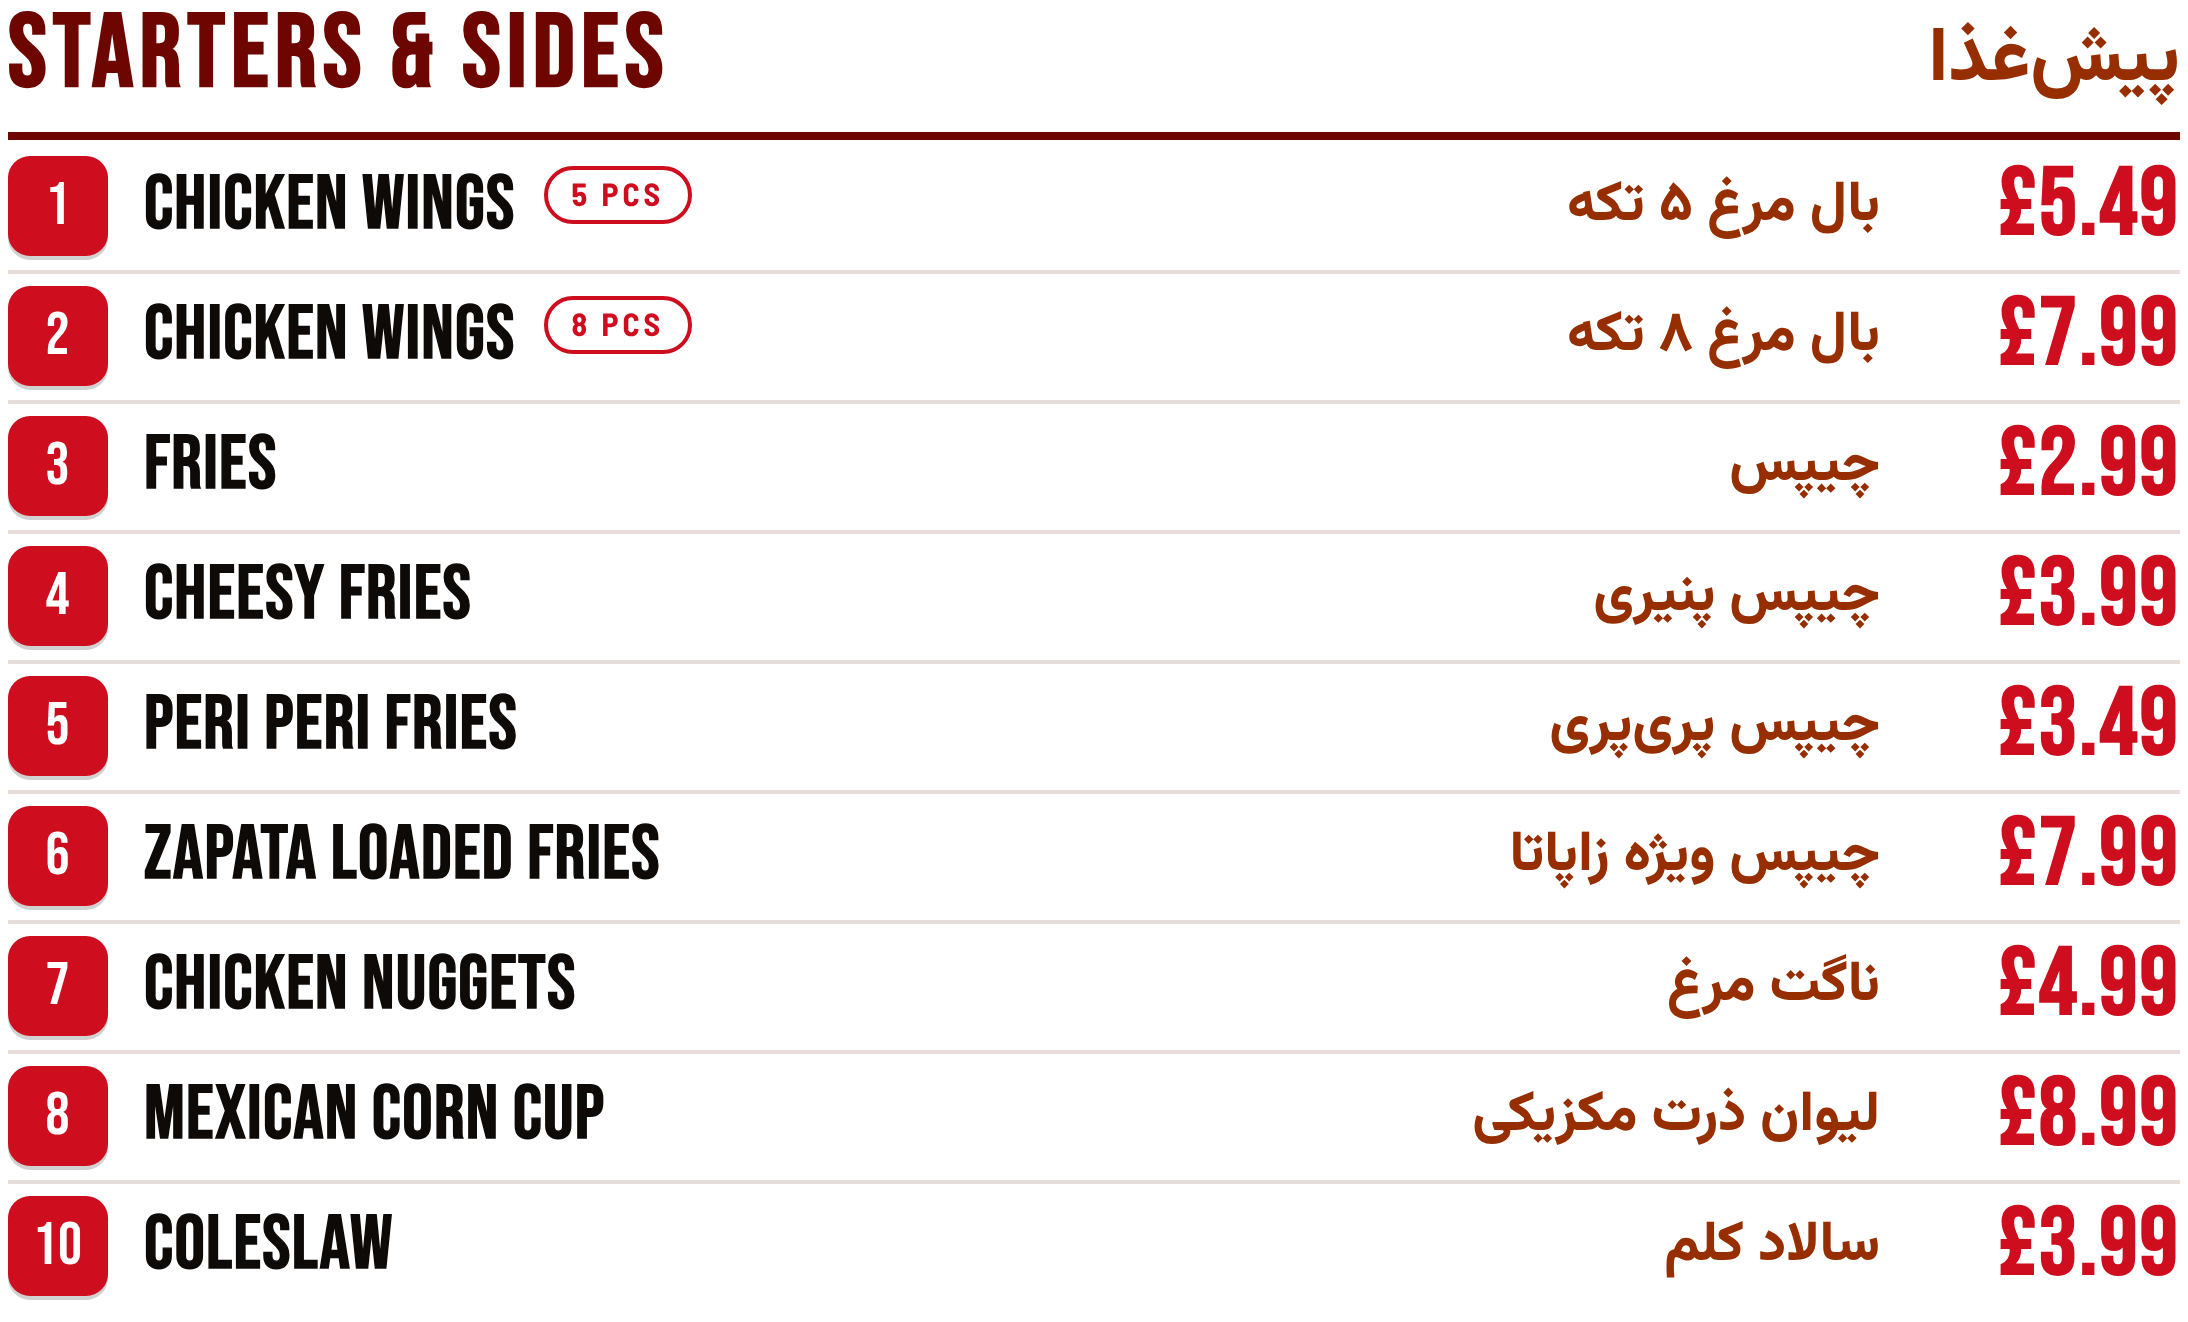 STARTERS & SIDES پیش‌غذا
1 CHICKEN WINGS 5 PCS بال مرغ ۵ تکه £5.49
2 CHICKEN WINGS 8 PCS بال مرغ ۸ تکه £7.99
3 FRIES چیپس £2.99
4 CHEESY FRIES چیپس پنیری £3.99
5 PERI PERI FRIES چیپس پری‌پری £3.49
6 ZAPATA LOADED FRIES چیپس ویژه زاپاتا £7.99
7 CHICKEN NUGGETS ناگت مرغ £4.99
8 MEXICAN CORN CUP لیوان ذرت مکزیکی £8.99
10 COLESLAW سالاد کلم £3.99